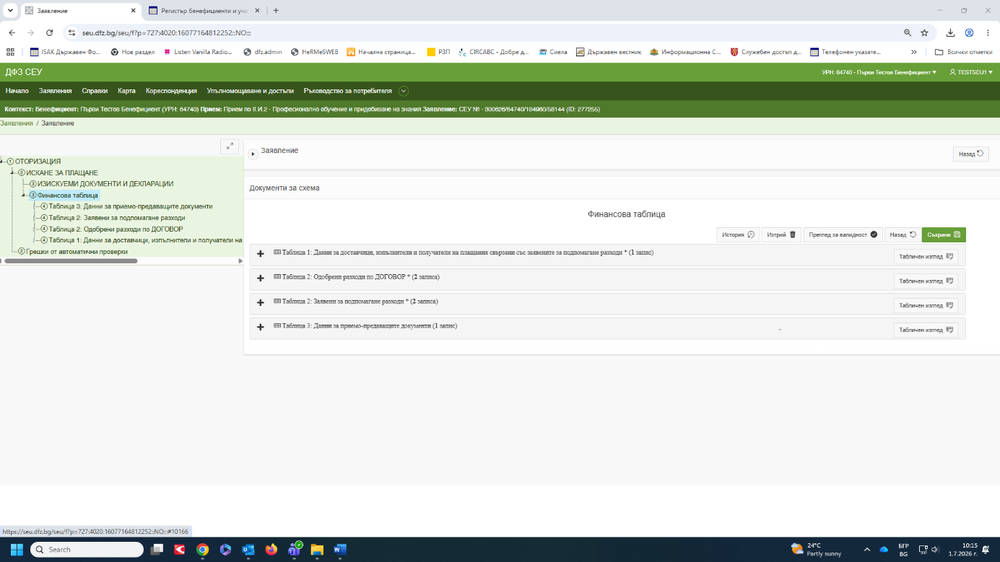 Заявление
Регистър бенефициенти и уча
seu.dfz.bg/seu/f?p=727:4020:16077164812252::NO:::
ISAK Държавен Фо...
Нов раздел
Listen Vanilla Radio...
dfz.admin
HeRMeSWEB
Начална страница...
РЗП
CIRCABC - Добре д...
Сиела
Държавен вестник
Информационна С...
Служебен достъп д...
Телефонен указате...
Всички отметки
ДФЗ СЕУ
УРН: 64740 - Първи Тестов Бенефициент
TESTSEU1
Начало Заявления Справки Карта Кореспонденция Упълномощаване и достъпи Ръководство за потребителя
Контекст: Бенефициент: Първи Тестов Бенефициент (УРН: 64740) Прием: Прием по II.И.2 - Професионално обучение и придобиване на знания Заявление: СЕУ № - 300626/64740/184960/58144 (ID: 277255)
Заявления / Заявление
1 ОТОРИЗАЦИЯ
2 ИСКАНЕ ЗА ПЛАЩАНЕ
3 ИЗИСКУЕМИ ДОКУМЕНТИ И ДЕКЛАРАЦИИ
3 Финансова таблица
4 Таблица 3: Данни за приемо-предаващите документи
4 Таблица 2: Заявени за подпомагане разходи
4 Таблица 2: Одобрени разходи по ДОГОВОР
4 Таблица 1: Данни за доставчици, изпълнители и получатели на
2 Грешки от автоматични проверки
Заявление
Назад
Документи за схема
Финансова таблица
История
Изтрий
Преглед за валидност
Назад
Съхрани
Таблица 1: Данни за доставчици, изпълнители и получатели на плащания свързани със заявените за подпомагане разходи * (1 запис)
Табличен изглед
Таблица 2: Одобрени разходи по ДОГОВОР * (2 записа)
Табличен изглед
Таблица 2: Заявени за подпомагане разходи * (2 записа)
Табличен изглед
Таблица 3: Данни за приемо-предаващите документи (1 запис)
-
Табличен изглед
https://seu.dfz.bg/seu/f?p=727:4020:16077164812252::NO:::#10166
Search
24°C
Partly sunny
БГР
BG
10:15
1.7.2026 г.